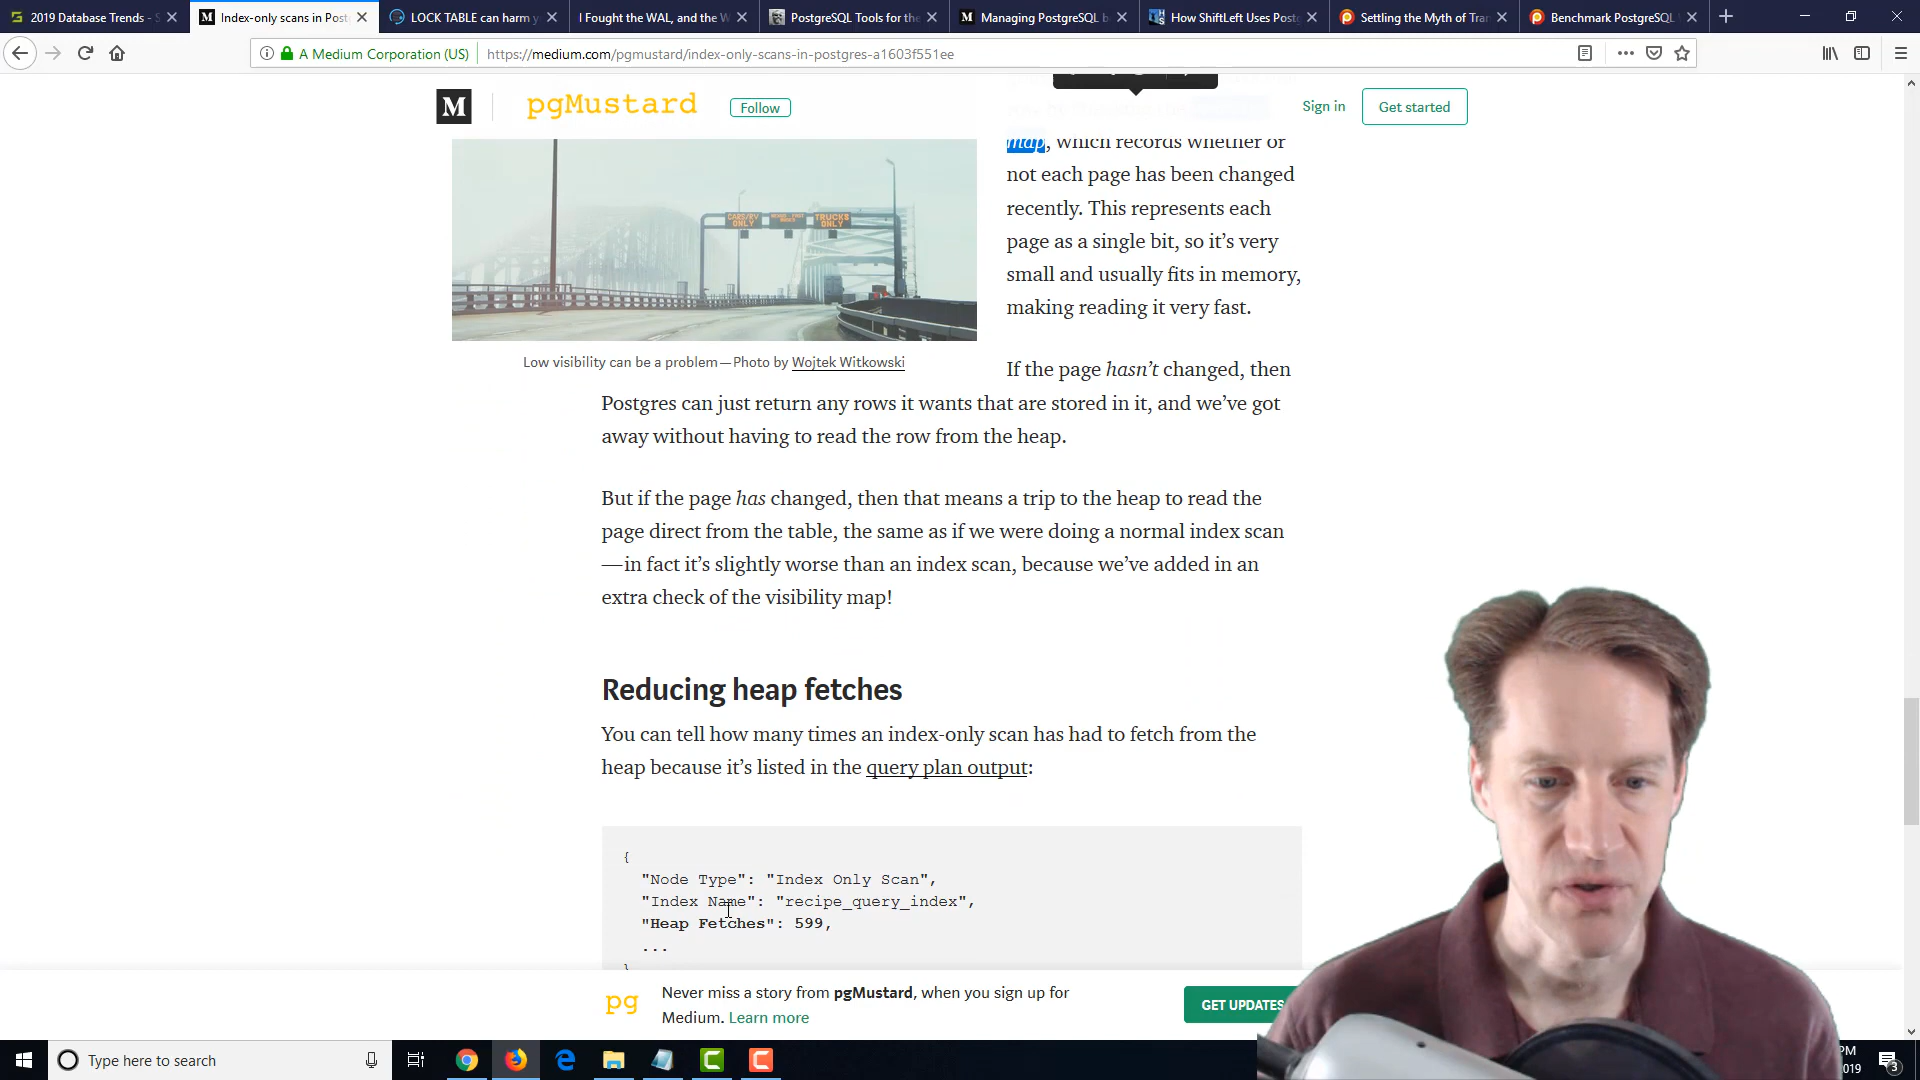 2019 Database Trends - S
Index-only scans in Post
LOCK TABLE can harm y
I Fought the WAL, and the W
PostgreSQL Tools for the
Managing PostgreSQL b
How ShiftLeft Uses Postg
Settling the Myth of Tran
Benchmark PostgreSQL
A Medium Corporation (US)
https://medium.com/pgmustard/index-only-scans-in-postgres-a1603f551ee
M
pgMustard
Follow
Sign in
Get started
map, which records whether or
not each page has been changed
recently. This represents each
page as a single bit, so it’s very
small and usually fits in memory,
making reading it very fast.
CARS/RV
ONLY
TRUCKS
ONLY
Low visibility can be a problem — Photo by Wojtek Witkowski
If the page hasn’t changed, then
Postgres can just return any rows it wants that are stored in it, and we’ve got
away without having to read the row from the heap.
But if the page has changed, then that means a trip to the heap to read the
page direct from the table, the same as if we were doing a normal index scan
— in fact it’s slightly worse than an index scan, because we’ve added in an
extra check of the visibility map!
Reducing heap fetches
You can tell how many times an index-only scan has had to fetch from the
heap because it’s listed in the query plan output:
{
"Node Type": "Index Only Scan",
"Index Name": "recipe_query_index",
"Heap Fetches": 599,
...
}
pg
Never miss a story from pgMustard, when you sign up for
Medium. Learn more
GET UPDATES
Type here to search
PM
019
3